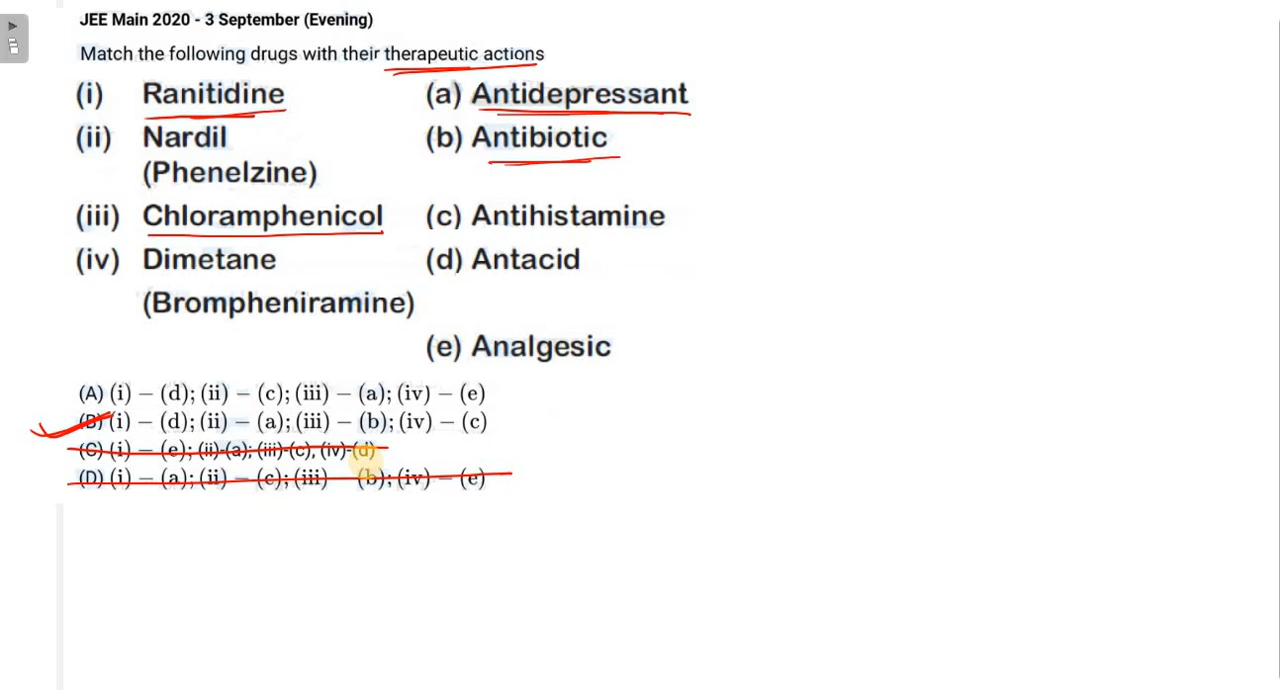 JEE Main 2020 - 3 September (Evening)
Match the following drugs with their therapeutic actions
(i) Ranitidine (a) Antidepressant
(ii) Nardil (b) Antibiotic
(Phenelzine)
(iii) Chloramphenicol (c) Antihistamine
(iv) Dimetane (d) Antacid
(Brompheniramine)
(e) Analgesic
(A) (i) – (d); (ii) – (c); (iii) – (a); (iv) – (e)
(B) (i) – (d); (ii) – (a); (iii) – (b); (iv) – (c)
(C) (i) – (e); (ii)-(a); (iii)-(c), (iv)-(d)
(D) (i) – (a); (ii) – (c); (iii) – (b); (iv) – (e)